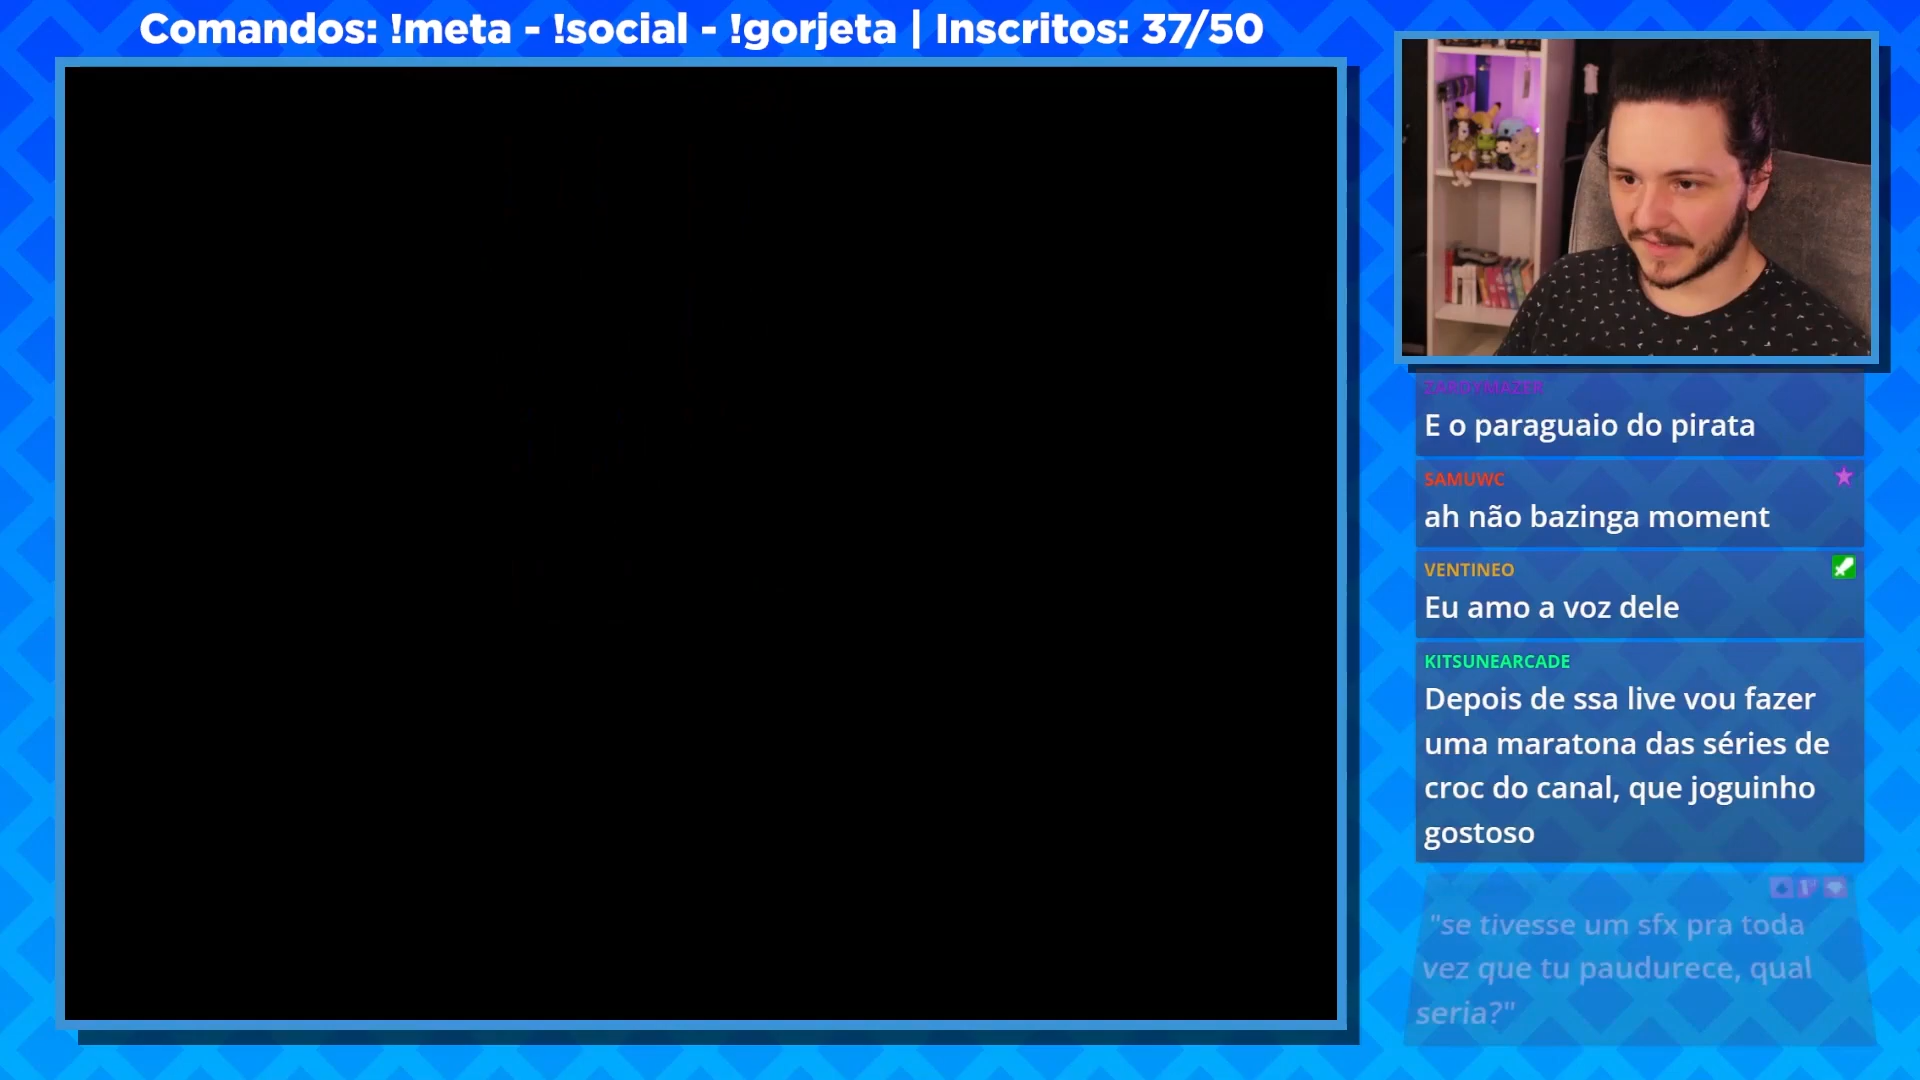 Comandos: !meta - !social - !gorjeta | Inscritos: 37/50
ZARDYMAZER
E o paraguaio do pirata
SAMUWC
ah não bazinga moment
VENTINEO
Eu amo a voz dele
KITSUNEARCADE
Depois de ssa live vou fazer
uma maratona das séries de
croc do canal, que joguinho
gostoso
"se tivesse um sfx pra toda
vez que tu paudurece, qual
seria?"